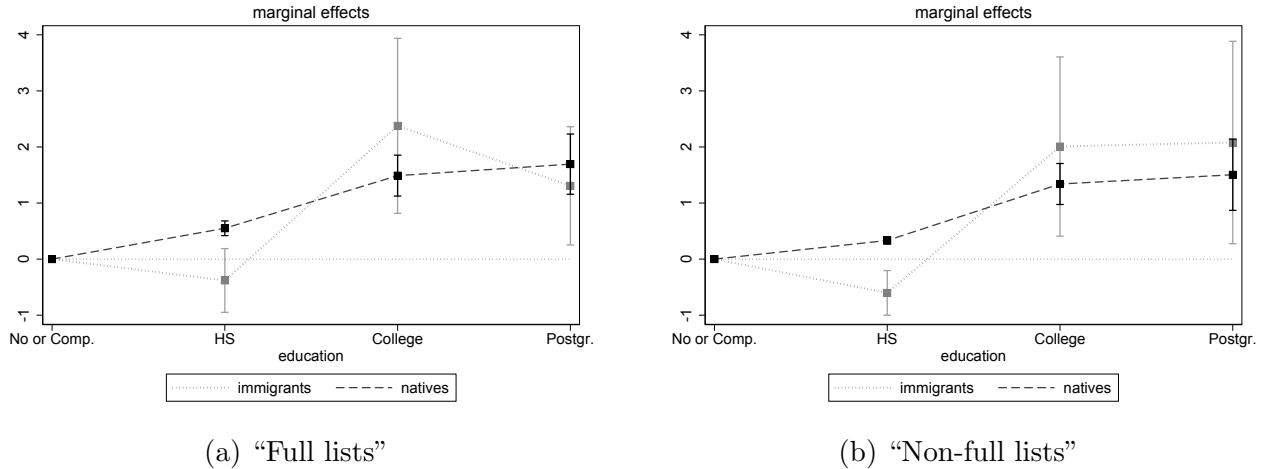 marginal effects
4
3
2
1
0
-1
No or Comp. HS College Postgr.
education
immigrants natives
(a) “Full lists”
marginal effects
4
3
2
1
0
-1
No or Comp. HS College Postgr.
education
immigrants natives
(b) “Non-full lists”